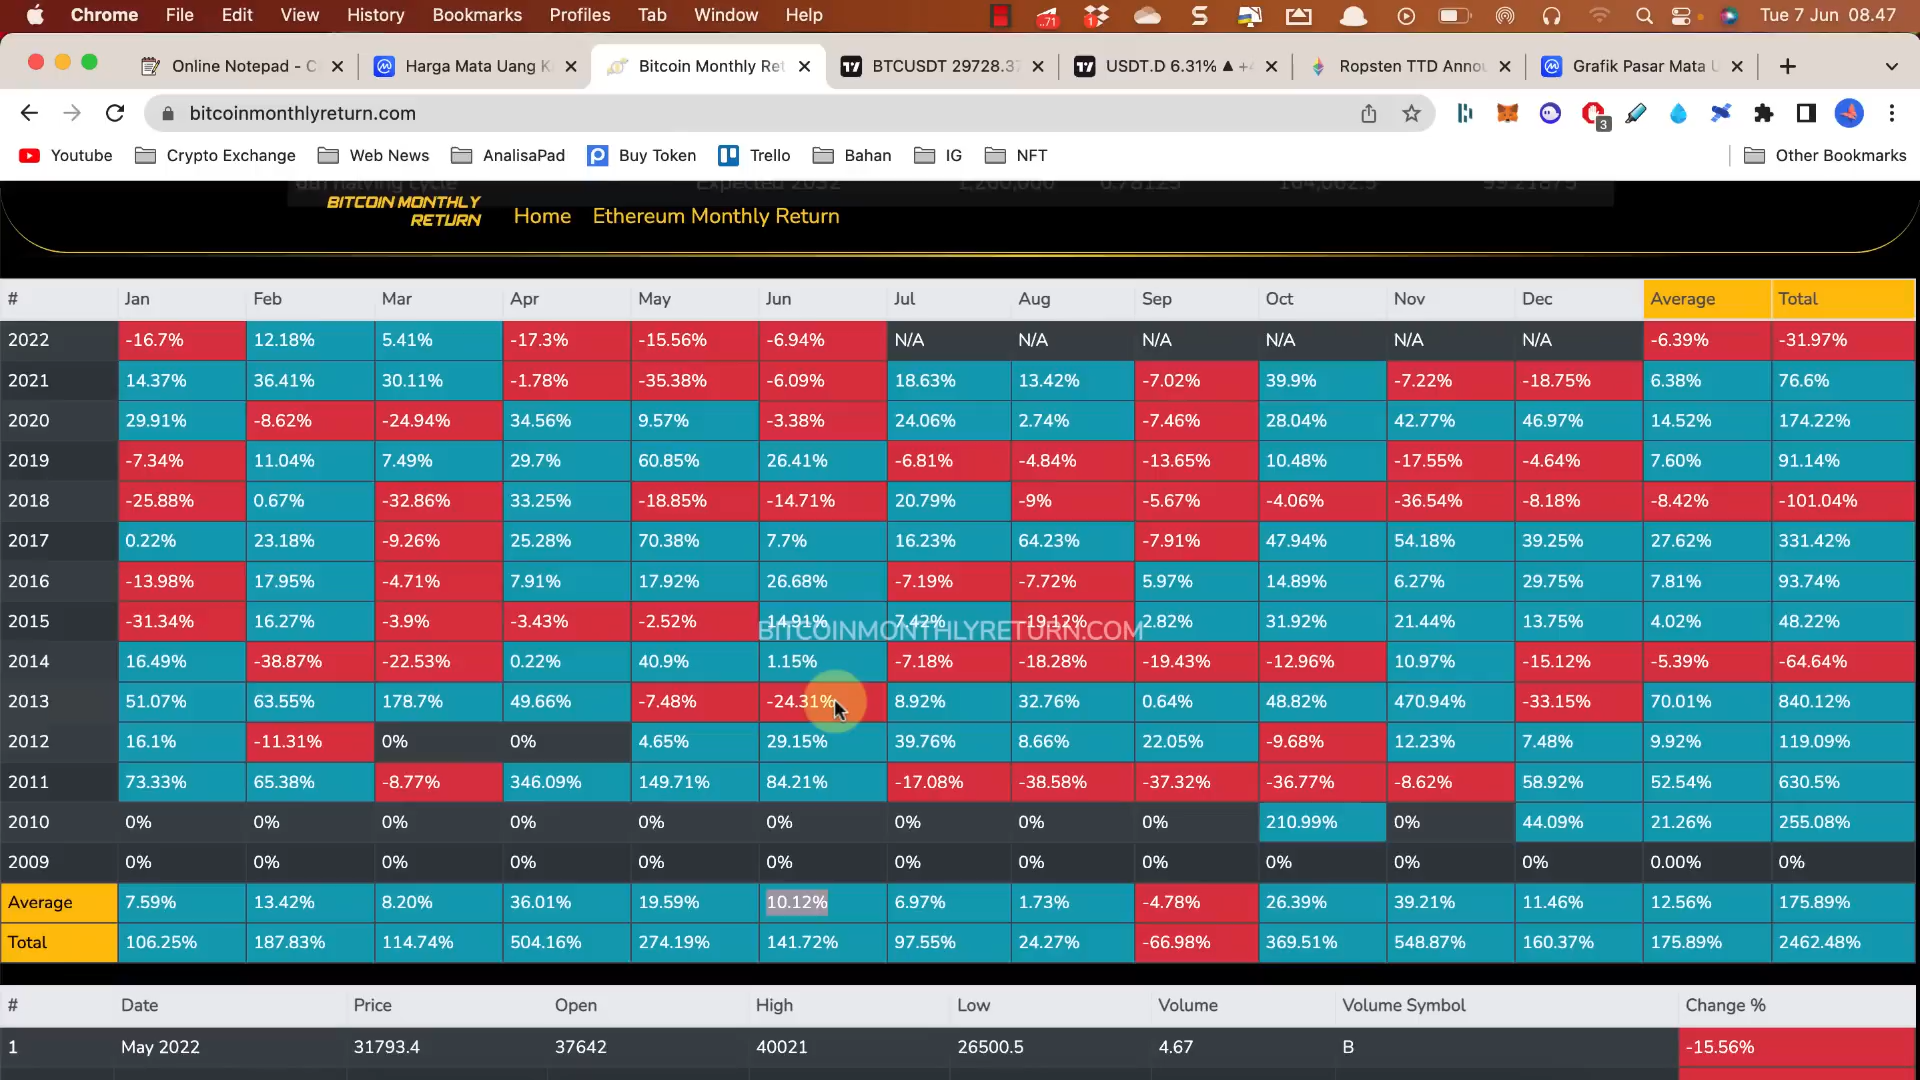 Chrome File Edit View History Bookmarks Profiles Tab Window Help .71 1 S Tue 7 Jun 08.47
Online Notepad - C Harga Mata Uang K Bitcoin Monthly Ret BTCUSDT 29728.3 USDT.D 6.31% ▲ + Ropsten TTD Annou Grafik Pasar Mata U
bitcoinmonthlyreturn.com 3
Youtube Crypto Exchange Web News AnalisaPad Buy Token Trello Bahan IG NFT Other Bookmarks
8th halving cycle Expected 2032 6.78125 164,062.5 99.21875
BITCOIN MONTHLY
RETURN
Home Ethereum Monthly Return
# Jan Feb Mar Apr May Jun Jul Aug Sep Oct Nov Dec Average Total
2022 -16.7% 12.18% 5.41% -17.3% -15.56% -6.94% N/A N/A N/A N/A N/A N/A -6.39% -31.97%
2021 14.37% 36.41% 30.11% -1.78% -35.38% -6.09% 18.63% 13.42% -7.02% 39.9% -7.22% -18.75% 6.38% 76.6%
2020 29.91% -8.62% -24.94% 34.56% 9.57% -3.38% 24.06% 2.74% -7.46% 28.04% 42.77% 46.97% 14.52% 174.22%
2019 -7.34% 11.04% 7.49% 29.7% 60.85% 26.41% -6.81% -4.84% -13.65% 10.48% -17.55% -4.64% 7.60% 91.14%
2018 -25.88% 0.67% -32.86% 33.25% -18.85% -14.71% 20.79% -9% -5.67% -4.06% -36.54% -8.18% -8.42% -101.04%
2017 0.22% 23.18% -9.26% 25.28% 70.38% 7.7% 16.23% 64.23% -7.91% 47.94% 54.18% 39.25% 27.62% 331.42%
2016 -13.98% 17.95% -4.71% 7.91% 17.92% 26.68% -7.19% -7.72% 5.97% 14.89% 6.27% 29.75% 7.81% 93.74%
2015 -31.34% 16.27% -3.9% -3.43% -2.52% 14.91% 7.42% -19.12% 2.82% 31.92% 21.44% 13.75% 4.02% 48.22%
BITCOINMONTHLYRETURN.COM
2014 16.49% -38.87% -22.53% 0.22% 40.9% 1.15% -7.18% -18.28% -19.43% -12.96% 10.97% -15.12% -5.39% -64.64%
2013 51.07% 63.55% 178.7% 49.66% -7.48% -24.31% 8.92% 32.76% 0.64% 48.82% 470.94% -33.15% 70.01% 840.12%
2012 16.1% -11.31% 0% 0% 4.65% 29.15% 39.76% 8.66% 22.05% -9.68% 12.23% 7.48% 9.92% 119.09%
2011 73.33% 65.38% -8.77% 346.09% 149.71% 84.21% -17.08% -38.58% -37.32% -36.77% -8.62% 58.92% 52.54% 630.5%
2010 0% 0% 0% 0% 0% 0% 0% 0% 0% 210.99% 0% 44.09% 21.26% 255.08%
2009 0% 0% 0% 0% 0% 0% 0% 0% 0% 0% 0% 0% 0.00% 0%
Average 7.59% 13.42% 8.20% 36.01% 19.59% 10.12% 6.97% 1.73% -4.78% 26.39% 39.21% 11.46% 12.56% 175.89%
Total 106.25% 187.83% 114.74% 504.16% 274.19% 141.72% 97.55% 24.27% -66.98% 369.51% 548.87% 160.37% 175.89% 2462.48%
# Date Price Open High Low Volume Volume Symbol Change %
1 May 2022 31793.4 37642 40021 26500.5 4.67 B -15.56%